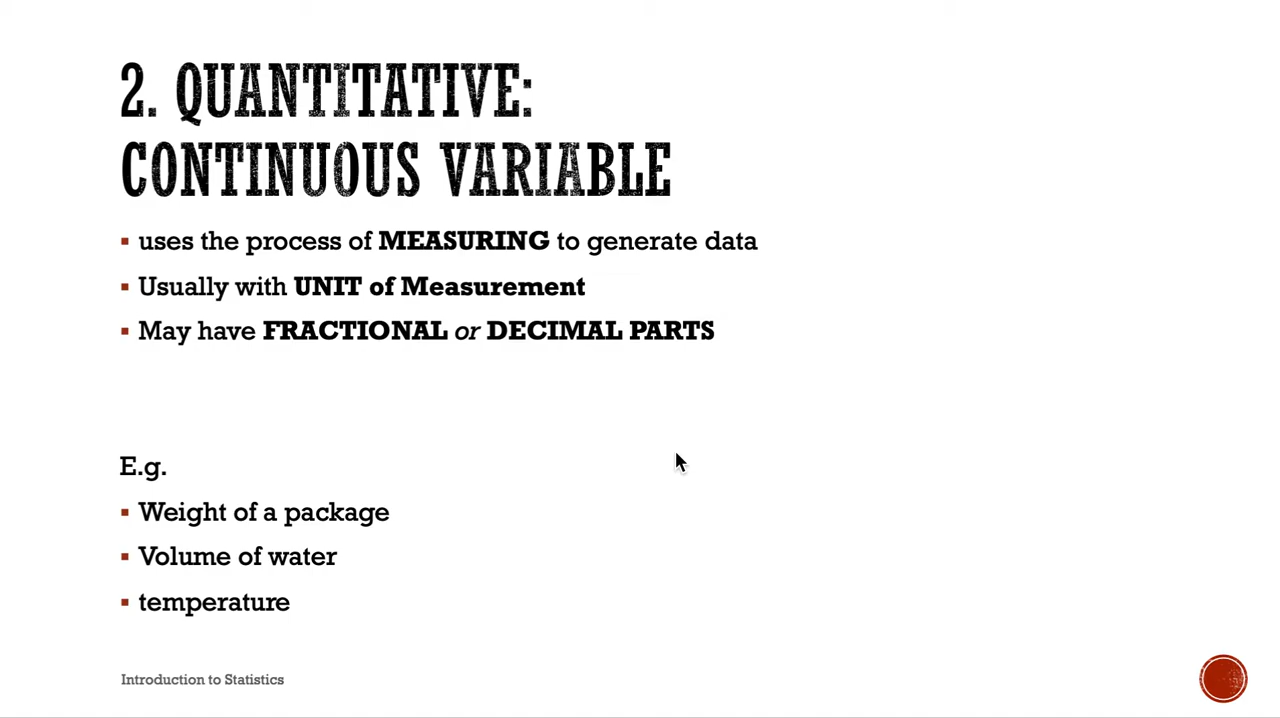 2. QUANTITATIVE:
CONTINUOUS VARIABLE
▪ uses the process of MEASURING to generate data
▪ Usually with UNIT of Measurement
▪ May have FRACTIONAL or DECIMAL PARTS
E.g.
▪ Weight of a package
▪ Volume of water
▪ temperature
Introduction to Statistics